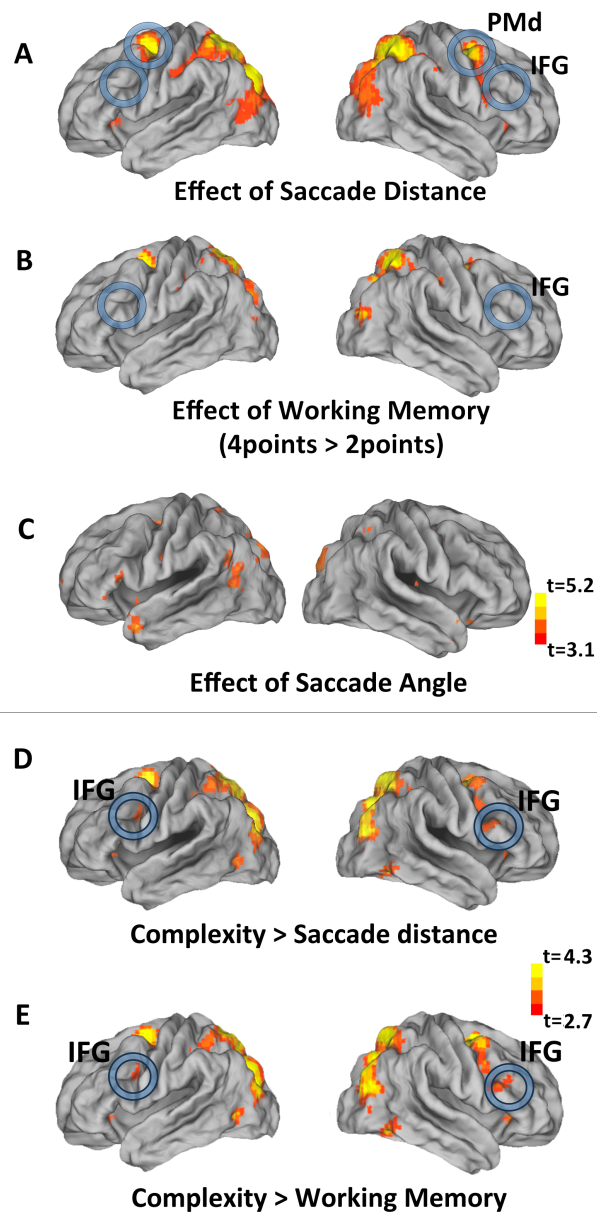 A
PMd
IFG
Effect of Saccade Distance
B
IFG
Effect of Working Memory
(4points > 2points)
C
t=5.2
t=3.1
Effect of Saccade Angle
D
IFG
IFG
Complexity > Saccade distance
t=4.3
t=2.7
E
IFG
IFG
Complexity > Working Memory